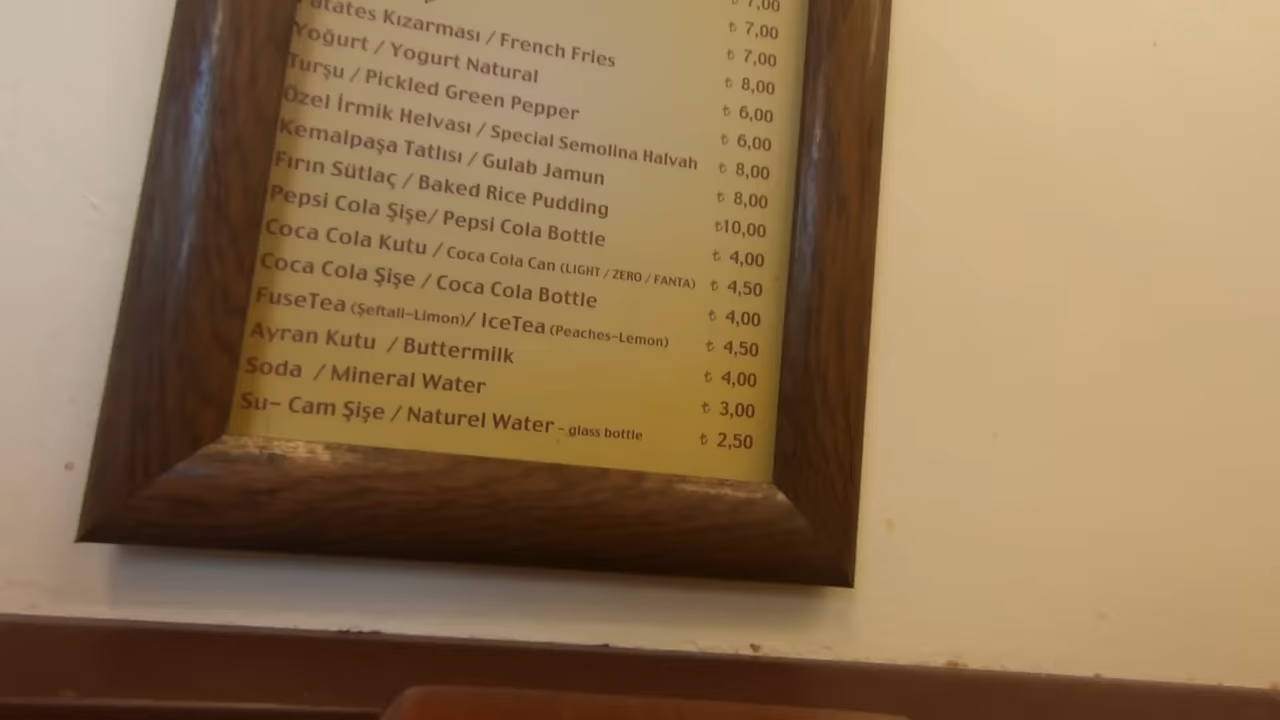 7,00
₺ 7,00
₺ 7,00
Patates Kızarması / French Fries ₺ 8,00
Yoğurt / Yogurt Natural ₺ 6,00
Turşu / Pickled Green Pepper ₺ 6,00
Özel İrmik Helvası / Special Semolina Halvah ₺ 8,00
Kemalpaşa Tatlısı / Gulab Jamun ₺ 8,00
Fırın Sütlaç / Baked Rice Pudding ₺10,00
Pepsi Cola Şişe/ Pepsi Cola Bottle ₺ 4,00
Coca Cola Kutu / Coca Cola Can (LIGHT / ZERO / FANTA) ₺ 4,50
Coca Cola Şişe / Coca Cola Bottle ₺ 4,00
FuseTea (Şeftali-Limon)/ IceTea (Peaches-Lemon) ₺ 4,50
Ayran Kutu / Buttermilk ₺ 4,00
Soda / Mineral Water ₺ 3,00
Su- Cam Şişe / Naturel Water - glass bottle ₺ 2,50